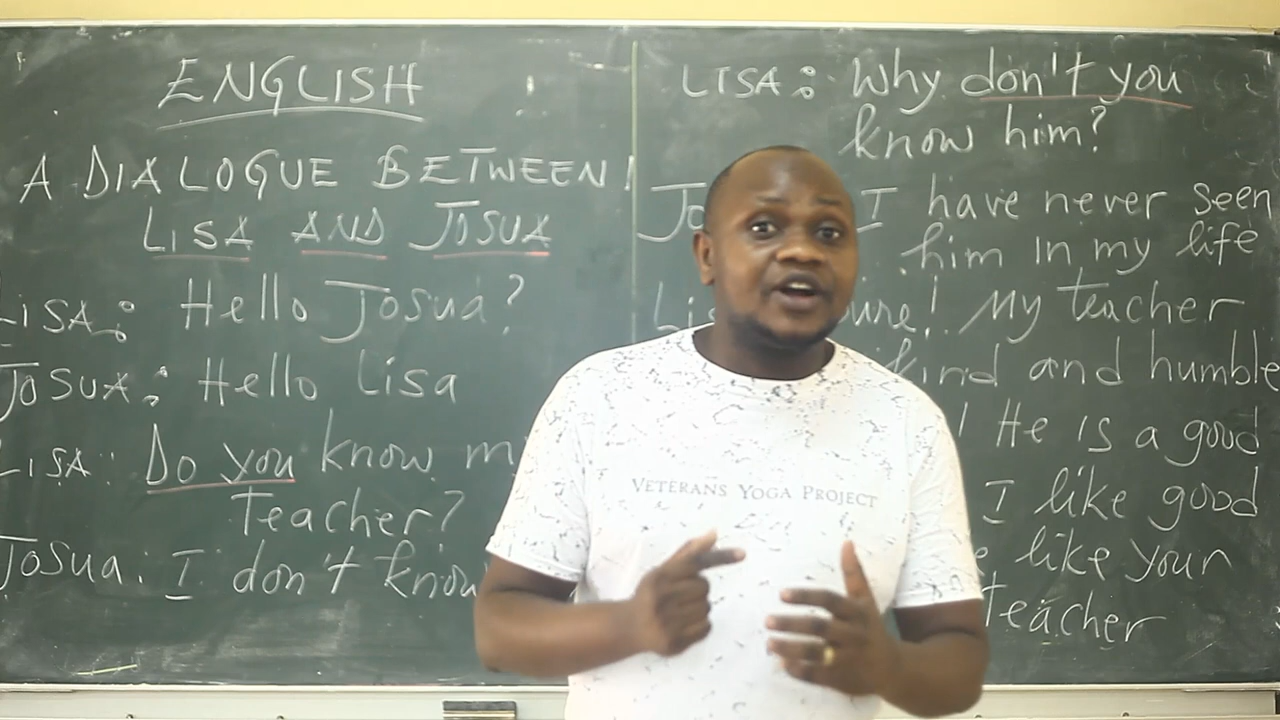 ENGLISH
A DIALOGUE BETWEEN!
LISA AND JOSUA
LISA: Hello Josua?
JOSUA: Hello Lisa
LISA: Do you know
Teacher?
Josua: I don't know
LISA: Why don't you
know him?
I have never seen
him in my life
My teacher
kind and humble
He is a good
I like good
like your
teacher
VETERANS YOGA PROJECT